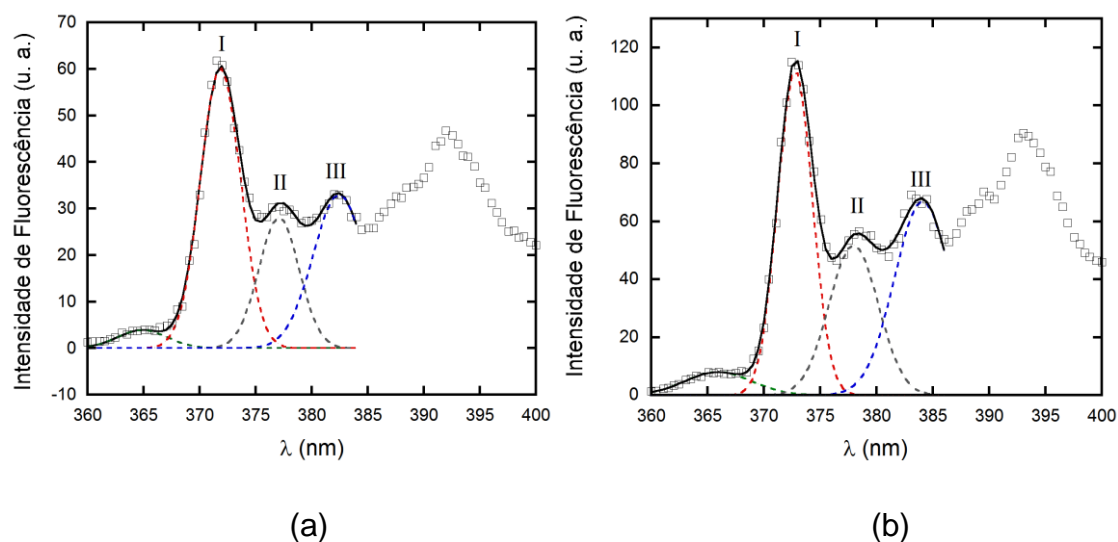 Intensidade de Fluorescência (u. a.)
70
60
50
40
30
20
10
0
-10
I
II
III
360 365 370 375 380 385 390 395 400
λ (nm)
(a)
Intensidade de Fluorescência (u. a.)
120
100
80
60
40
20
0
I
II
III
360 365 370 375 380 385 390 395 400
λ (nm)
(b)